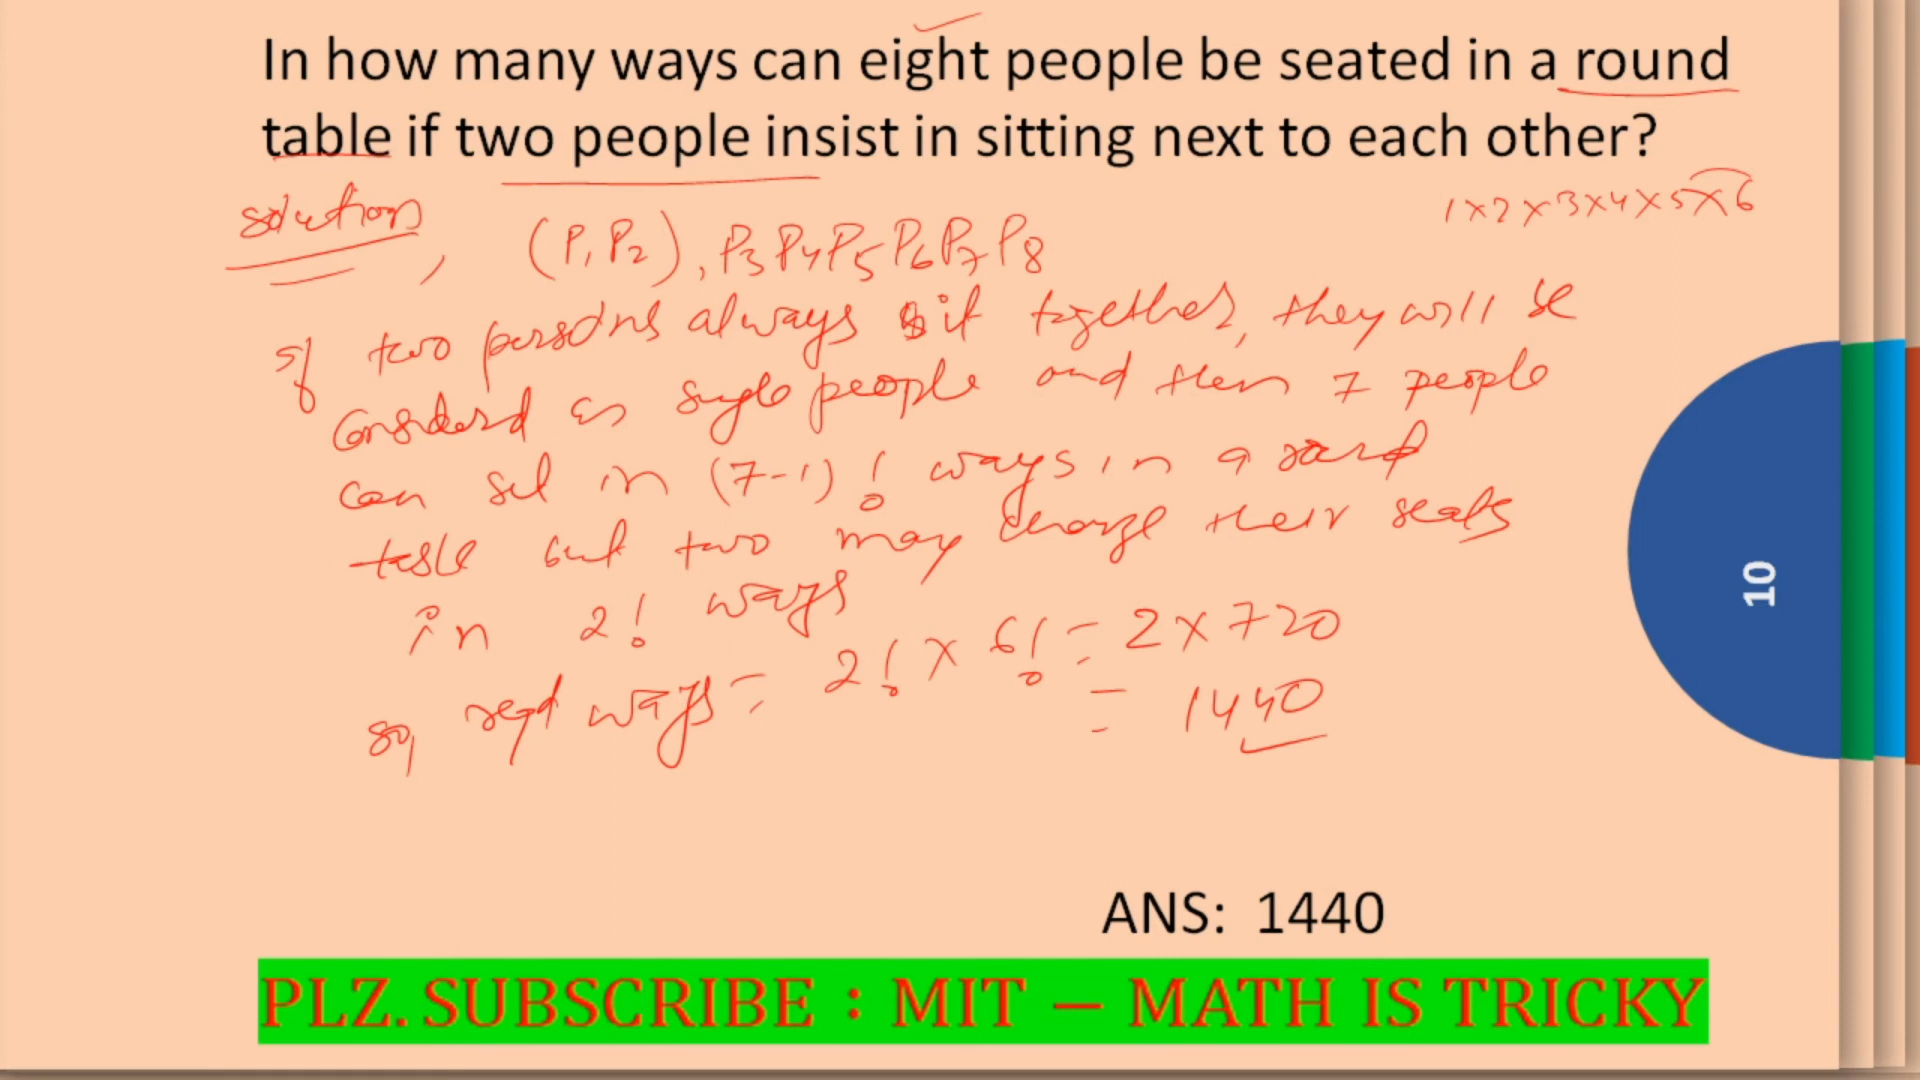 In how many ways can eight people be seated in a round
table if two people insist in sitting next to each other?
1×2×3×4×5×6
solution
, (P1P2), P3P4P5P6P7P8
If two persons always sit together, they will be
considered as single people and then 7 people
can sit in (7-1)! ways in a round
table but two may change their seats
in 2! ways
so, reqd ways = 2! × 6! = 2 × 720
= 1440
10
ANS: 1440
PLZ. SUBSCRIBE : MIT – MATH IS TRICKY